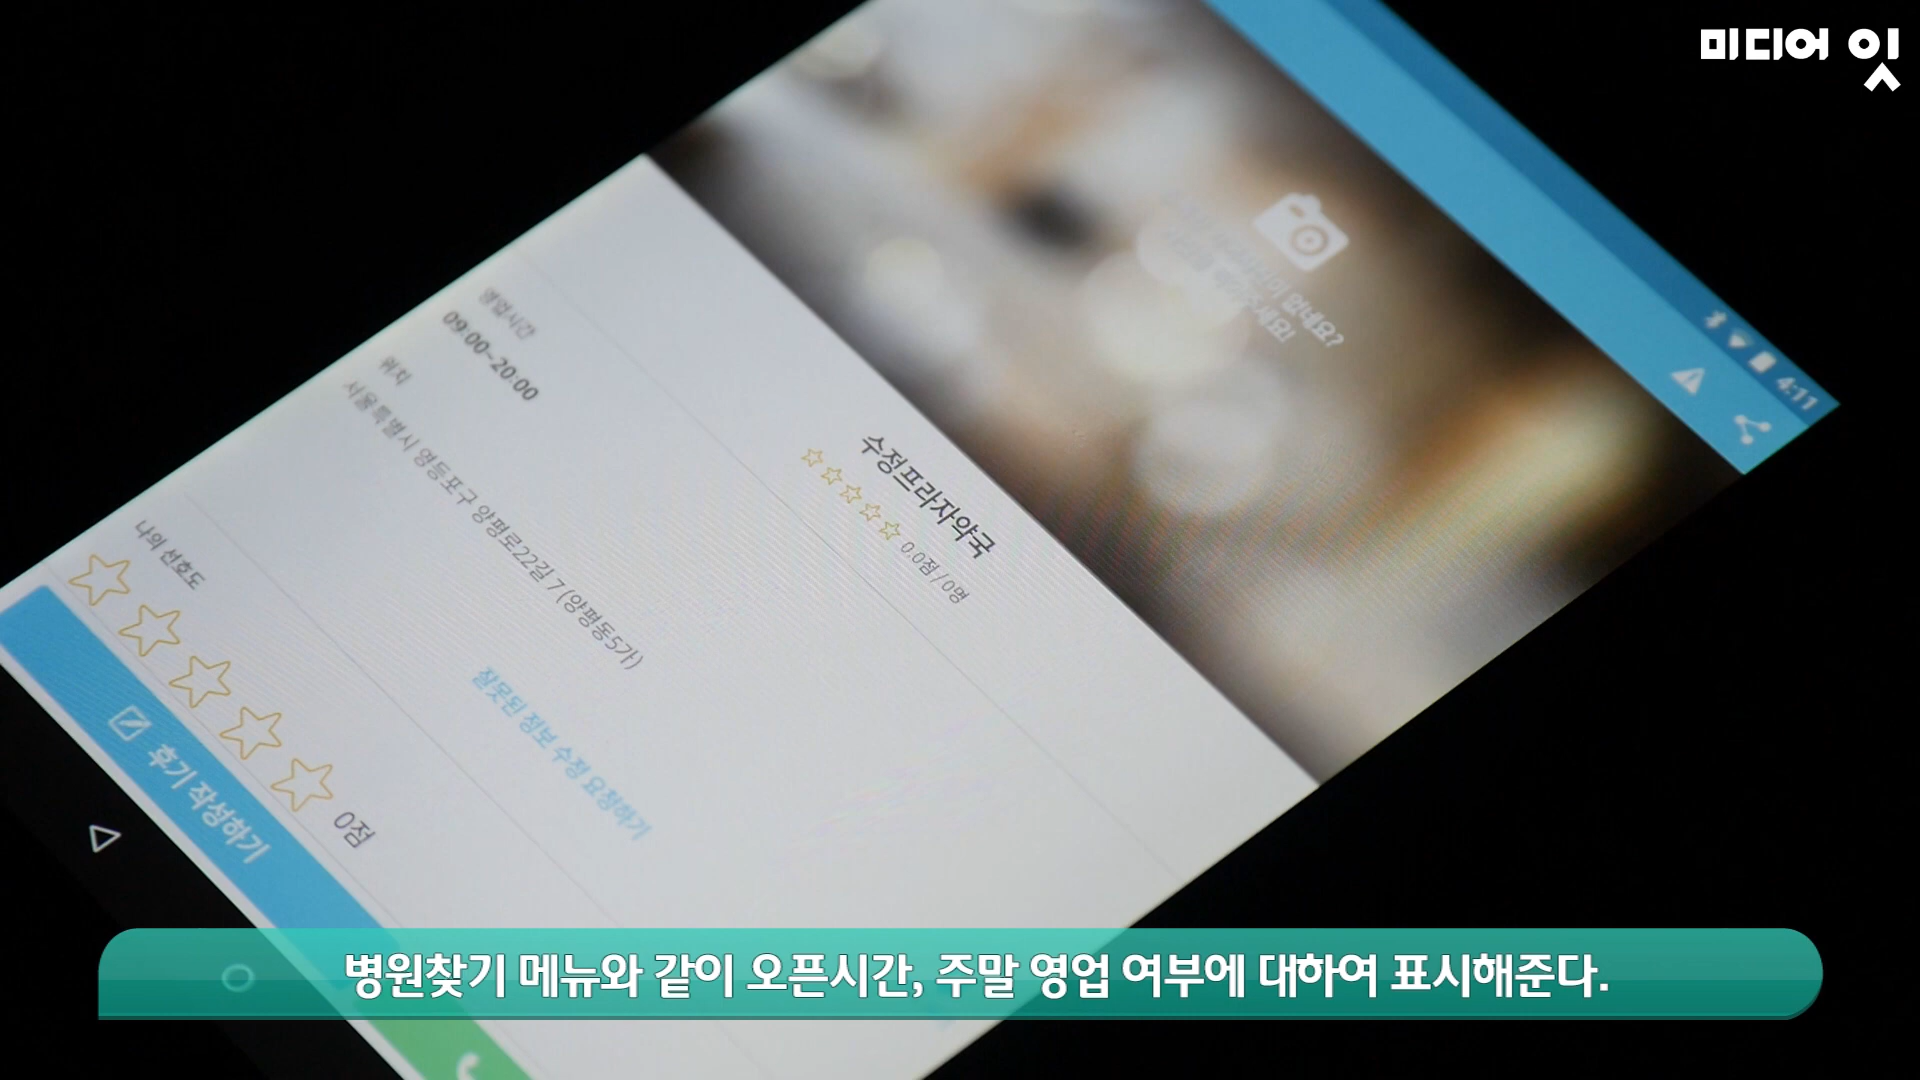 미디어 잇
4:11
없네요?
수정프라자약국
0.0점 / 0명
영업시간
09:00~20:00
위치
서울특별시 영등포구 양평로22길 7 (양평동5가)
잘못된 정보 수정 요청하기
나의 선호도
0점
후기 작성하기
병원찾기 메뉴와 같이 오픈시간, 주말 영업 여부에 대하여 표시해준다.